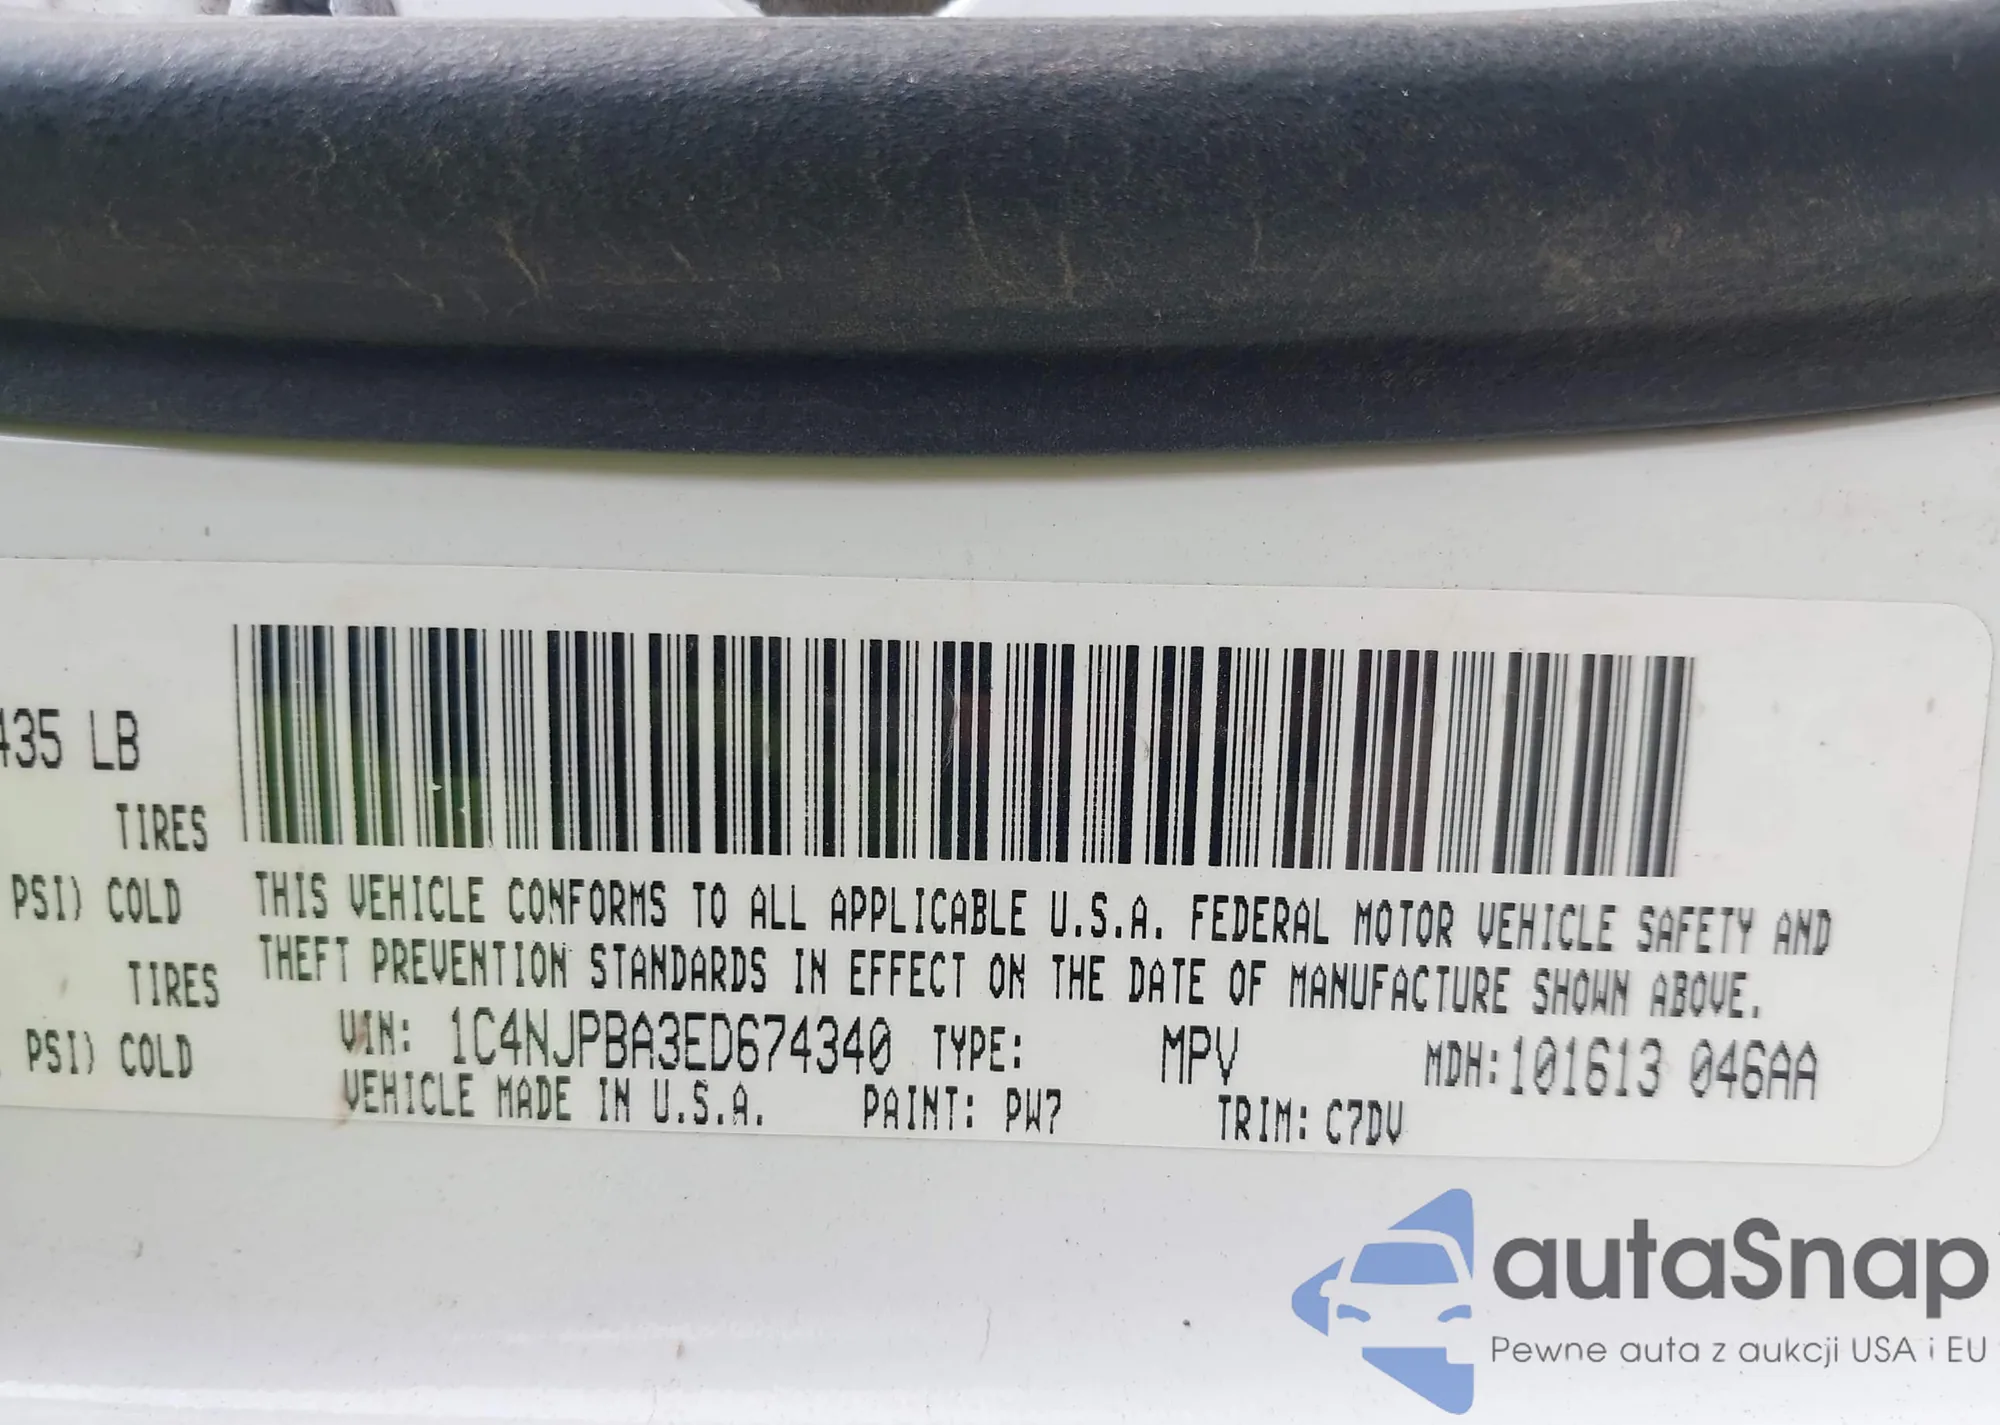 435 LB
TIRES
PSI) COLD
TIRES
PSI) COLD
THIS VEHICLE CONFORMS TO ALL APPLICABLE U.S.A. FEDERAL MOTOR VEHICLE SAFETY AND
THEFT PREVENTION STANDARDS IN EFFECT ON THE DATE OF MANUFACTURE SHOWN ABOVE.
VIN: 1C4NJPBA3ED674340 TYPE: MPV MDH:101613 046AA
VEHICLE MADE IN U.S.A. PAINT: PW7 TRIM: C7DV
autaSnap
Pewne auta z aukcji USA i EU